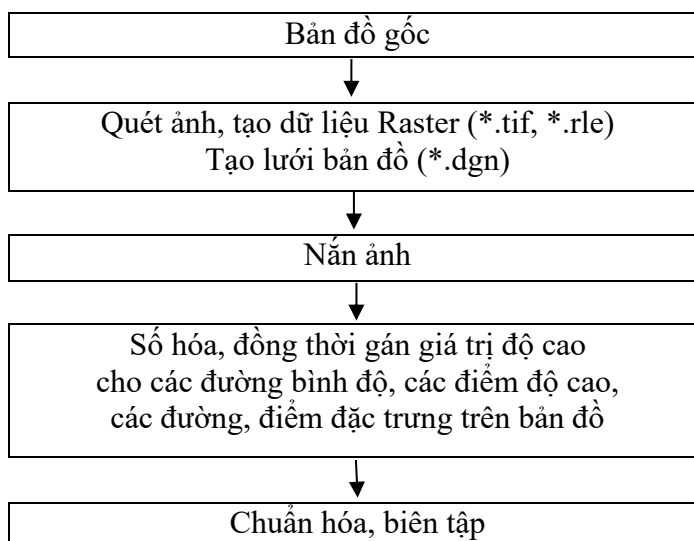 Bản đồ gốc
Quét ảnh, tạo dữ liệu Raster (*.tif, *.rle)
Tạo lưới bản đồ (*.dgn)
Nắn ảnh
Số hóa, đồng thời gán giá trị độ cao
cho các đường bình độ, các điểm độ cao,
các đường, điểm đặc trưng trên bản đồ
Chuẩn hóa, biên tập